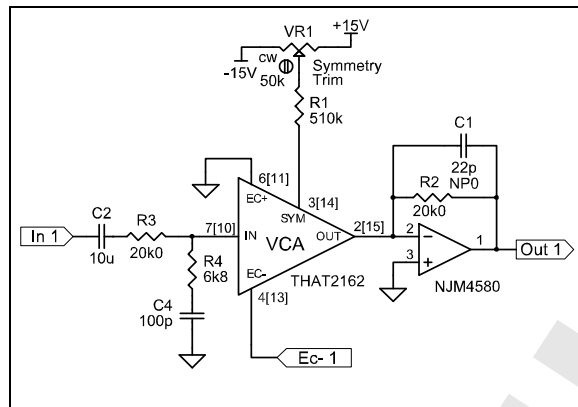 VR1
+15V
-15V
cw
50k
Symmetry
Trim
R1
510k
C1
22p
NP0
R2
20k0
6[11]
EC+
3[14]
SYM
C2
10u
R3
20k0
In 1
7[10]
IN
VCA
OUT
2[15]
2
-
3
+
1
Out 1
NJM4580
THAT2162
R4
6k8
EC-
4[13]
C4
100p
Ec- 1